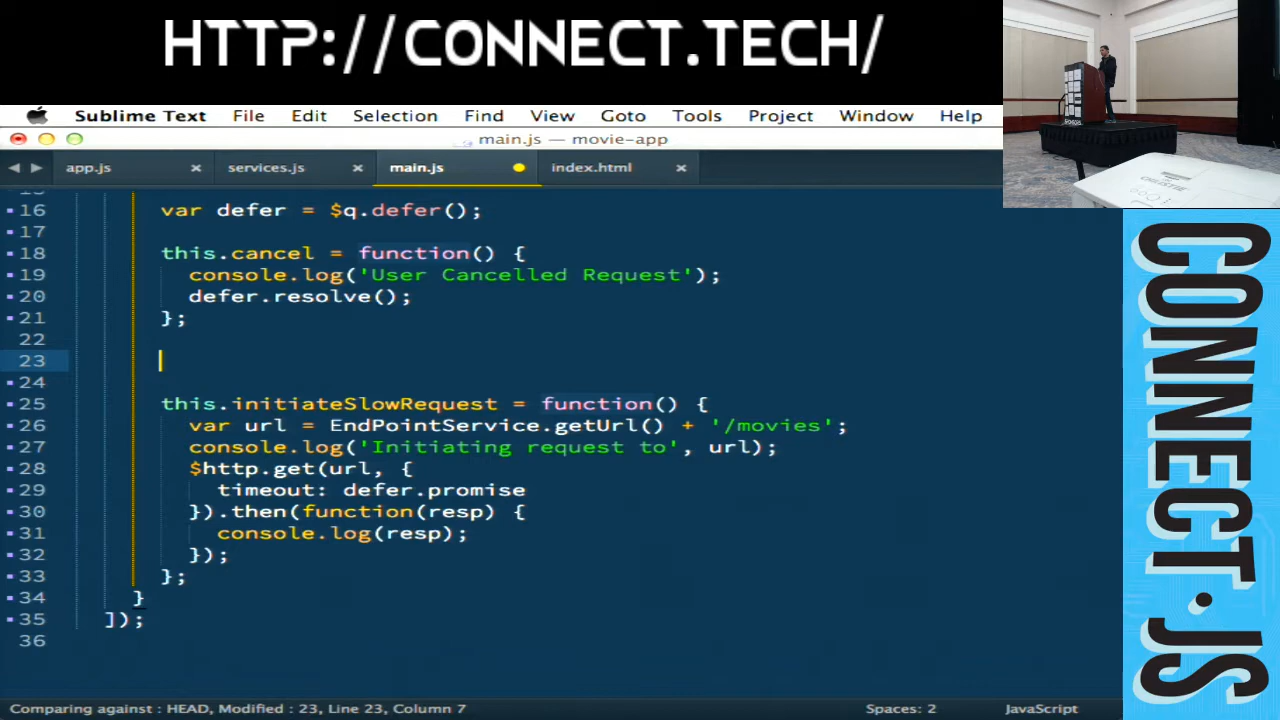 HTTP://CONNECT.TECH/
Sublime Text File Edit Selection Find View Goto Tools Project Window Help
main.js — movie-app
app.js services.js main.js index.html
16 var defer = $q.defer();
17
18 this.cancel = function() {
19 console.log('User Cancelled Request');
20 defer.resolve();
21 };
22
23
24
25 this.initiateSlowRequest = function() {
26 var url = EndPointService.getUrl() + '/movies';
27 console.log('Initiating request to', url);
28 $http.get(url, {
29 timeout: defer.promise
30 }).then(function(resp) {
31 console.log(resp);
32 });
33 };
34 }
35 ]);
36
Comparing against : HEAD, Modified : 23, Line 23, Column 7 Spaces: 2 JavaScript
CONNECT.JS
CHRISTIE